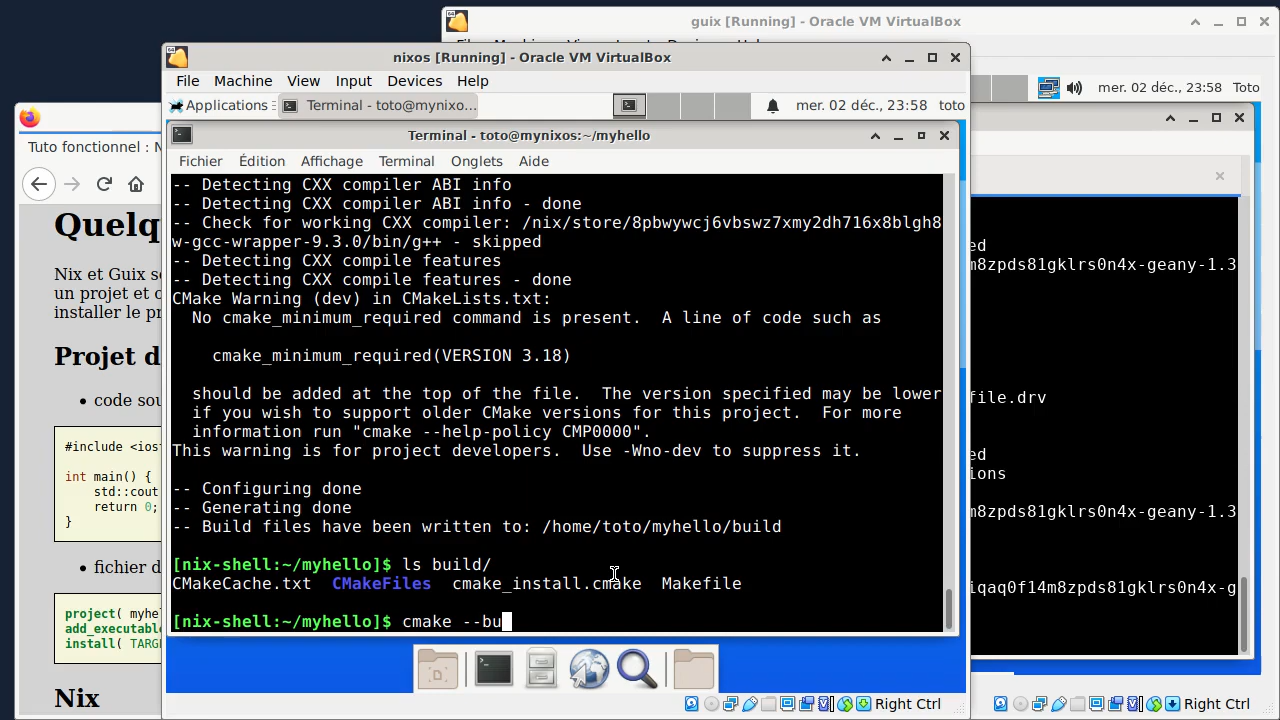 guix [Running] - Oracle VM VirtualBox
nixos [Running] - Oracle VM VirtualBox
File Machine View Input Devices Help
Applications
Terminal - toto@mynixo...
mer. 02 déc., 23:58 toto
mer. 02 déc., 23:58 Toto
Terminal - toto@mynixos:~/myhello
Fichier Édition Affichage Terminal Onglets Aide
-- Detecting CXX compiler ABI info
-- Detecting CXX compiler ABI info - done
-- Check for working CXX compiler: /nix/store/8pbwywcj6vbswz7xmy2dh716x8blgh8
w-gcc-wrapper-9.3.0/bin/g++ - skipped
-- Detecting CXX compile features
-- Detecting CXX compile features - done
CMake Warning (dev) in CMakeLists.txt:
No cmake_minimum_required command is present. A line of code such as
cmake_minimum_required(VERSION 3.18)
should be added at the top of the file. The version specified may be lower
if you wish to support older CMake versions for this project. For more
information run "cmake --help-policy CMP0000".
This warning is for project developers. Use -Wno-dev to suppress it.
-- Configuring done
-- Generating done
-- Build files have been written to: /home/toto/myhello/build
[nix-shell:~/myhello]$ ls build/
CMakeCache.txt CMakeFiles cmake_install.cmake Makefile
[nix-shell:~/myhello]$ cmake --bu
Right Ctrl
Tuto fonctionnel : N
Quelq
Nix et Guix so
un projet et c
installer le pr
Projet d
• code sou
#include <ios
int main() {
std::cout
return 0;
}
• fichier d
project( myhe
add_executable
install( TARGE
Nix
ed
m8zpds81gklrs0n4x-geany-1.3
file.drv
ed
ions
m8zpds81gklrs0n4x-geany-1.3
iqaq0f14m8zpds81gklrs0n4x-g
Right Ctrl